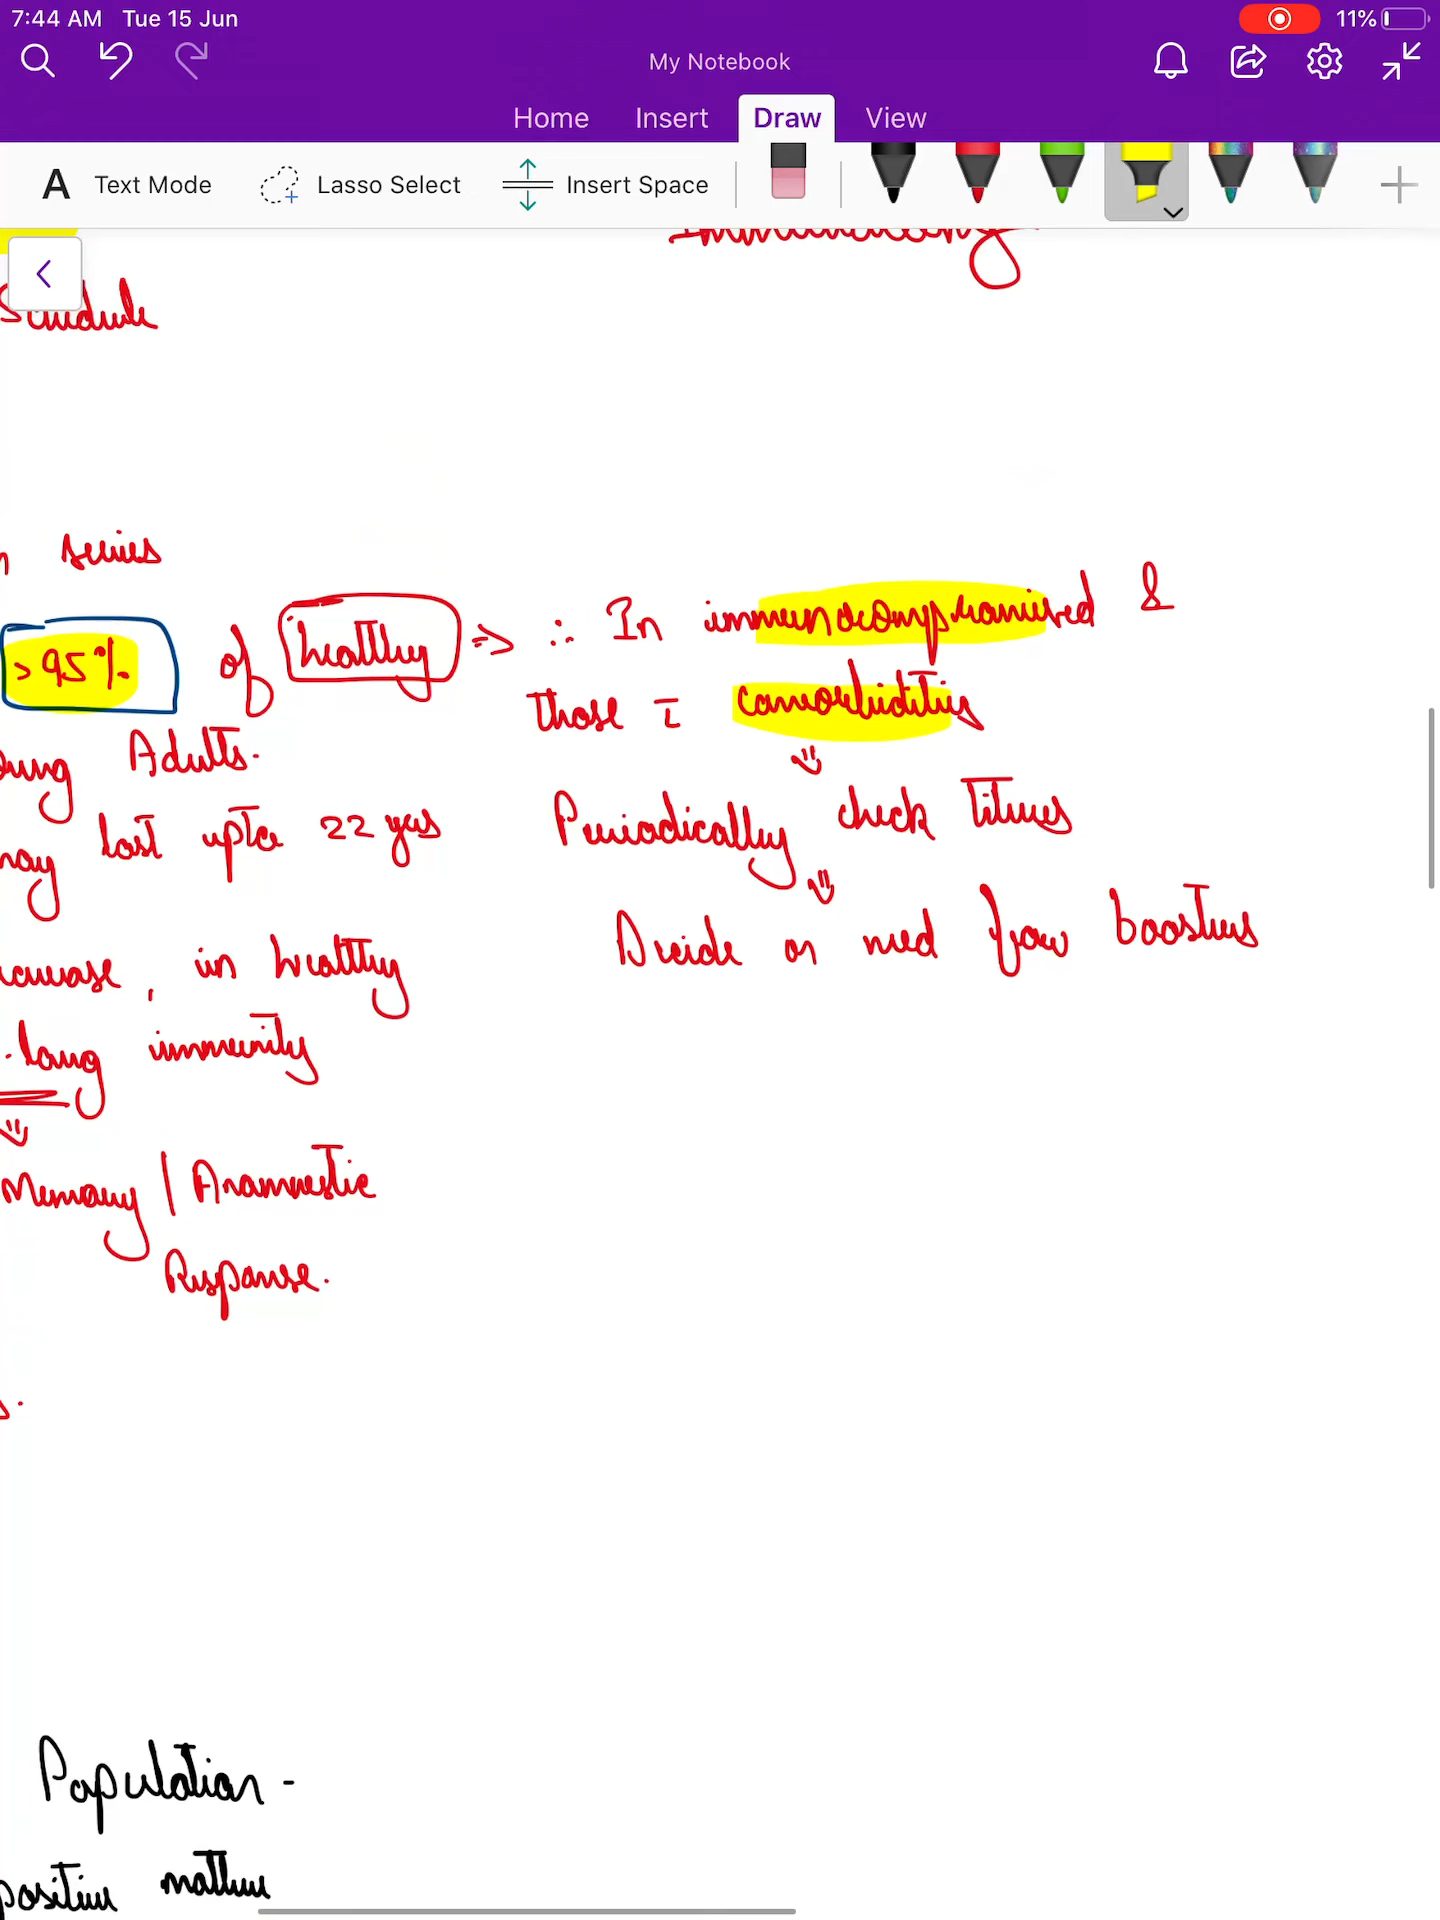 7:44 AM Tue 15 Jun
11%
My Notebook
Home Insert Draw View
A Text Mode Lasso Select Insert Space
Schedule
series
>95% of healthy ⇒ ∴ In immunocompromised &
those c comorbidities
Adults.
Periodically check titres
may last upto 22 yrs
Decide on need for boosters
in healthy
long immunity
Memory / Anamnestic
Response.
Population -
positive mother